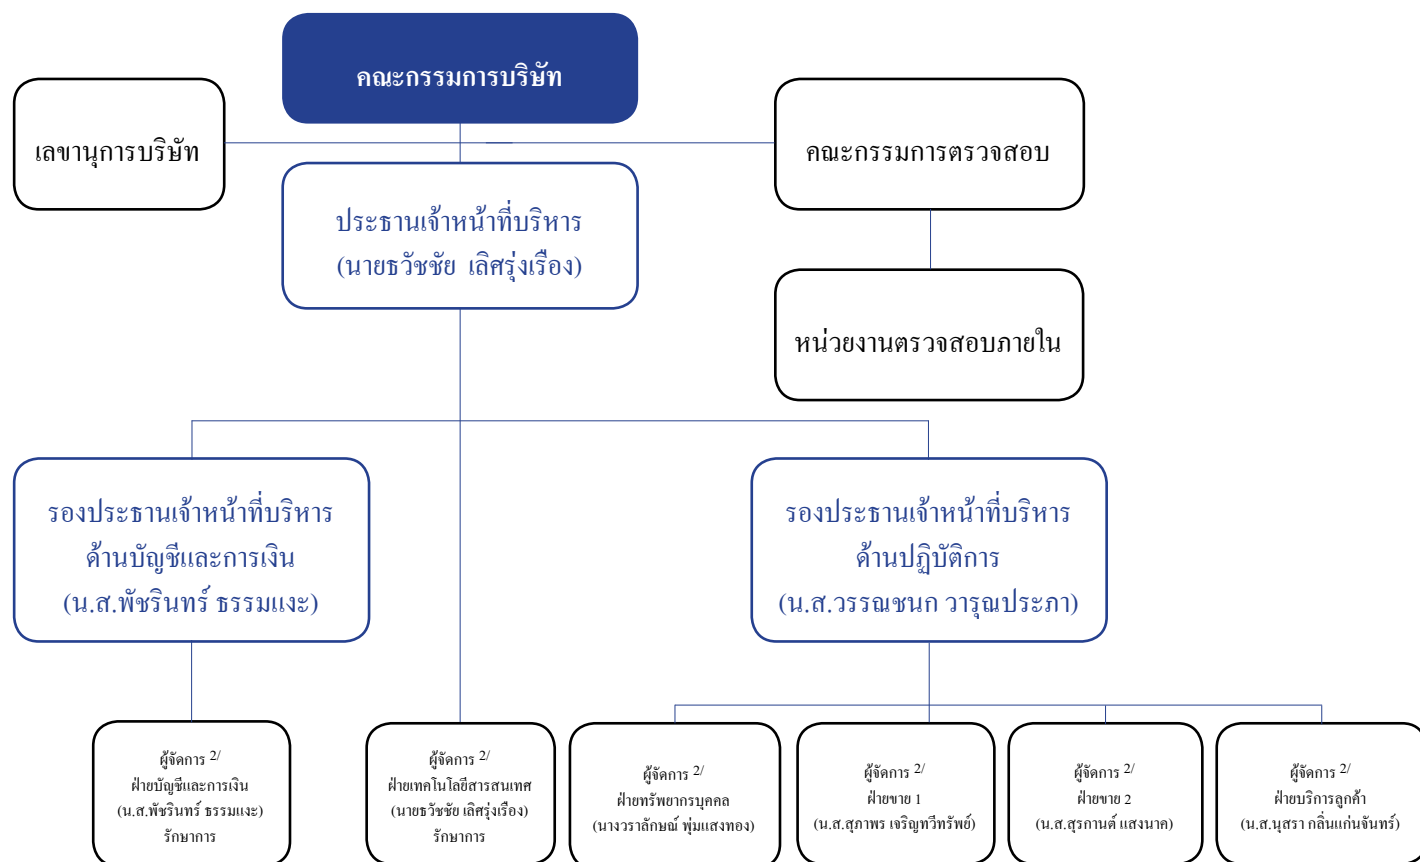 คณะกรรมการบริษัท
เลขานุการบริษัท
คณะกรรมการตรวจสอบ
ประธานเจ้าหน้าที่บริหาร
(นายธวัชชัย เลิศรุ่งเรือง)
หน่วยงานตรวจสอบภายใน
รองประธานเจ้าหน้าที่บริหาร
ด้านบัญชีและการเงิน
(น.ส.พัชรินทร์ ธรรมแงะ)
รองประธานเจ้าหน้าที่บริหาร
ด้านปฏิบัติการ
(น.ส.วรรณชนก วารุณประภา)
ผู้จัดการ 2/
ฝ่ายบัญชีและการเงิน
(น.ส.พัชรินทร์ ธรรมแงะ)
รักษาการ
ผู้จัดการ 2/
ฝ่ายเทคโนโลยีสารสนเทศ
(นายธวัชชัย เลิศรุ่งเรือง)
รักษาการ
ผู้จัดการ 2/
ฝ่ายทรัพยากรบุคคล
(นางวราลักษณ์ พุ่มแสงทอง)
ผู้จัดการ 2/
ฝ่ายขาย 1
(น.ส.สุภาพร เจริญทวีทรัพย์)
ผู้จัดการ 2/
ฝ่ายขาย 2
(น.ส.สุรกานต์ แสงนาค)
ผู้จัดการ 2/
ฝ่ายบริการลูกค้า
(น.ส.นุสรา กลิ่นแก่นจันทร์)